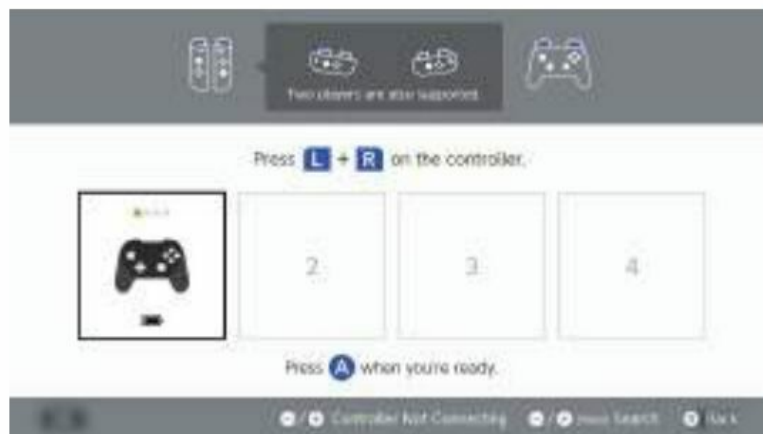 Two players are also supported.
Press L + R on the controller.
2
3
4
Press A when you're ready.
Controller Not Connecting
Search
Back